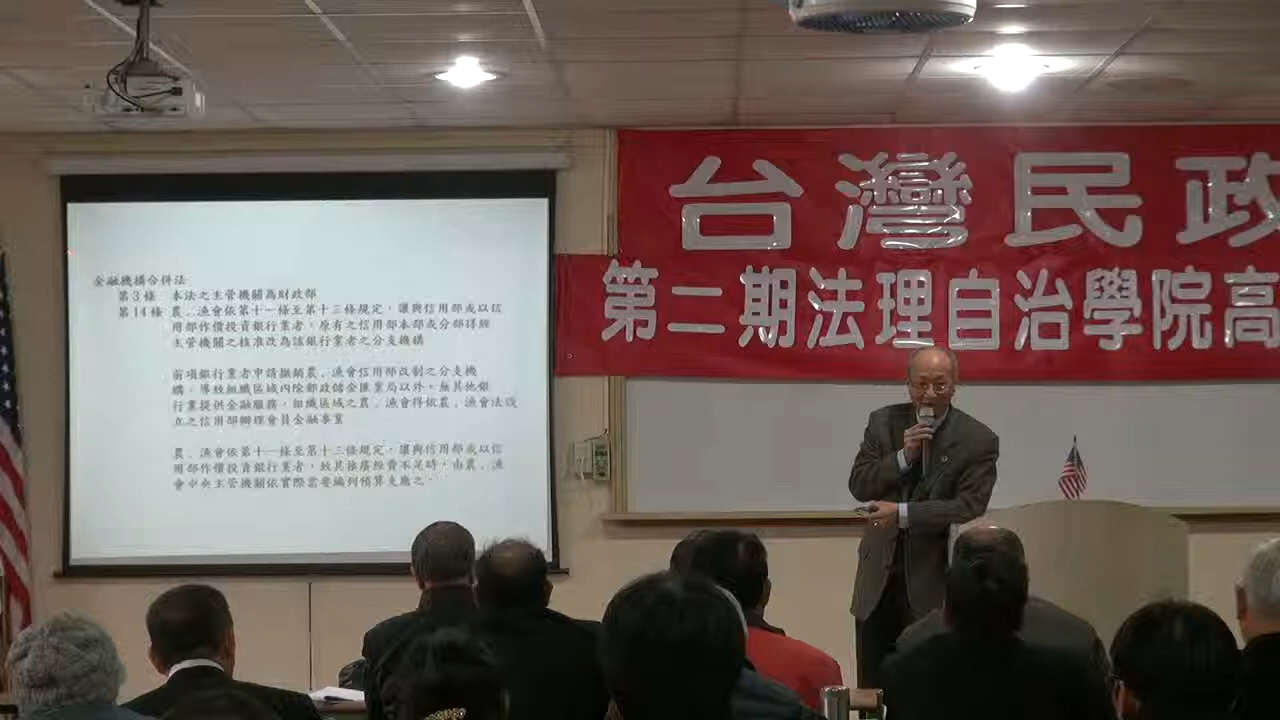 台灣民政
第二期法理自治學院高
金融機構合併法
第3條 本法之主管機關為財政部
第14條 農、漁會依第十一條至第十三條規定，讓與信用部或以信
用部作價投資銀行業者，原有之信用部本部或分部得經
主管機關之核准改為該銀行業者之分支機構
前項銀行業者申請撤銷農、漁會信用部改制之分支機
構，導致組織區域內除郵政儲金匯業局以外，無其他銀
行業提供金融服務，組織區域之農、漁會得依農、漁會法設
立之信用部辦理會員金融事業
農、漁會依第十一條至第十三條規定，讓與信用部或以信
用部作價投資銀行業者，致其推廣經費不足時，由農、漁
會中央主管機關依實際需要編列預算支應之。